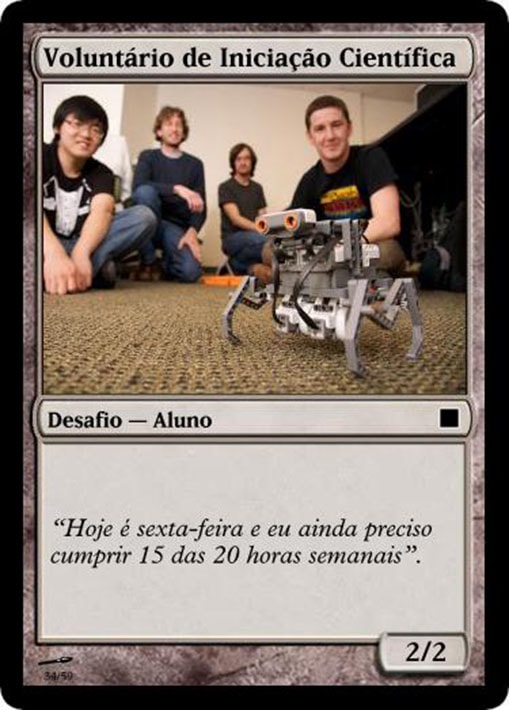 Voluntário de Iniciação Científica
Desafio — Aluno
“Hoje é sexta-feira e eu ainda preciso
cumprir 15 das 20 horas semanais”.
2/2
34/59